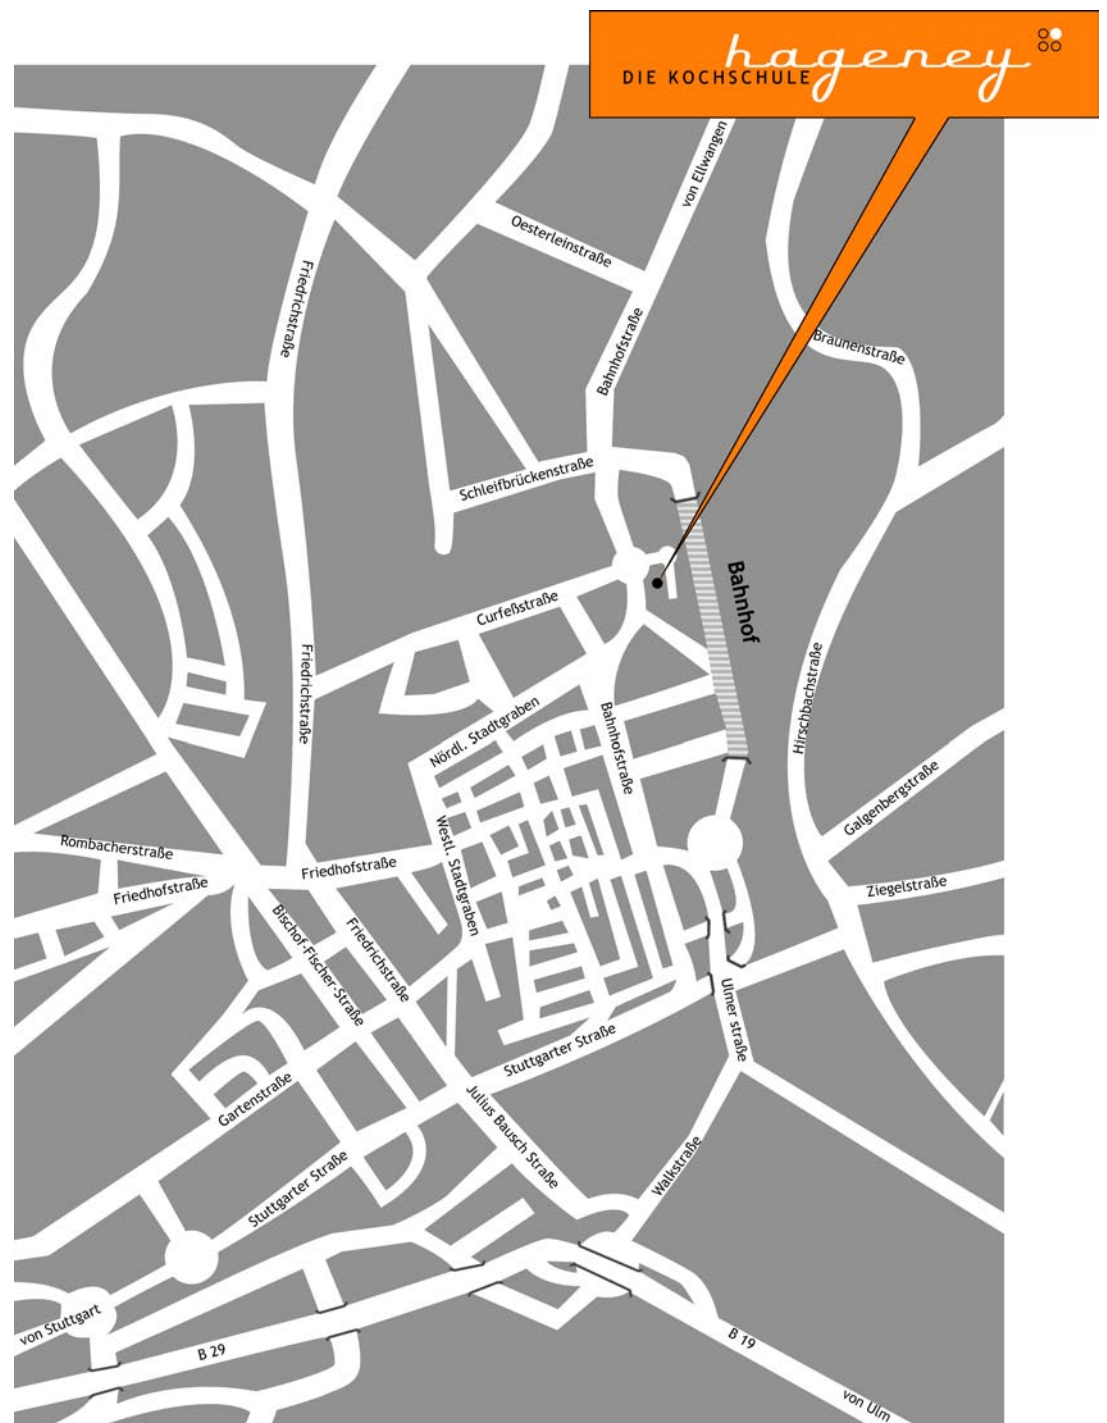 hageney
DIE KOCHSCHULE
von Ellwangen
Oesterleinstraße
Friedrichstraße
Bahnhofstraße
Braunenstraße
Schleifbrückenstraße
Bahnhof
Curfeßstraße
Friedrichstraße
Hirschbachstraße
Nördl. Stadtgraben
Bahnhofstraße
Galgenbergstraße
Westl. Stadtgraben
Rombacherstraße
Friedhofstraße
Friedhofstraße
Ziegelstraße
Bischof-Fischer-Straße
Friedrichstraße
Ulmer straße
Stuttgarter Straße
Gartenstraße
Julius Bausch Straße
Walkstraße
Stuttgarter Straße
von Stuttgart
B 29
B 19
von Ulm